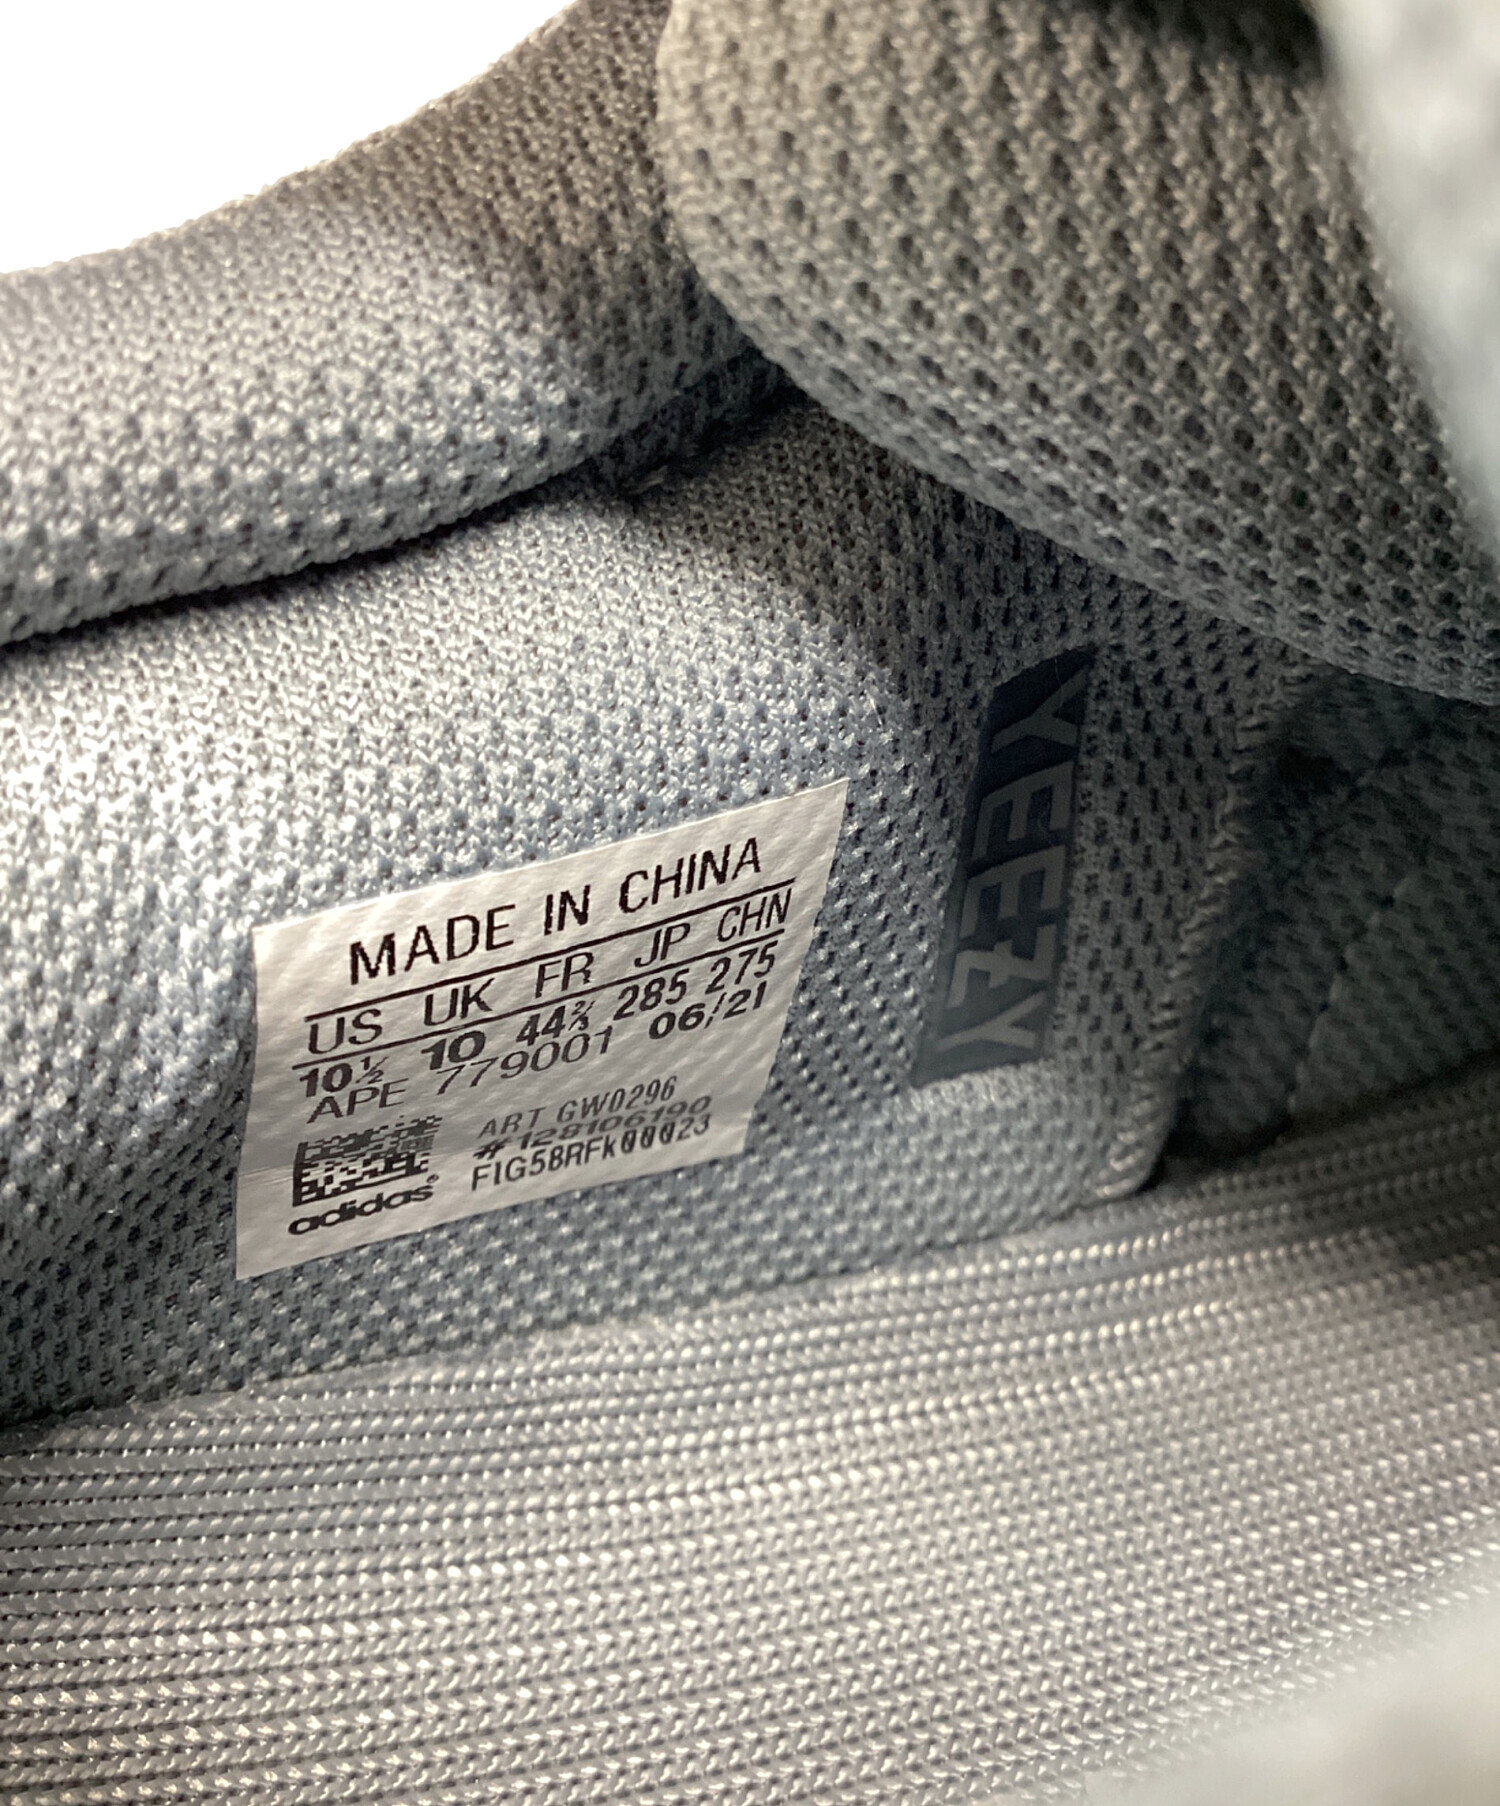 MADE IN CHINA
US UK FR JP CHN
10½ 10 44⅔ 285 275
APE 779001 06/21
ART GW0296
#128106190
F1G58RFK00023
adidas®
YEEZY